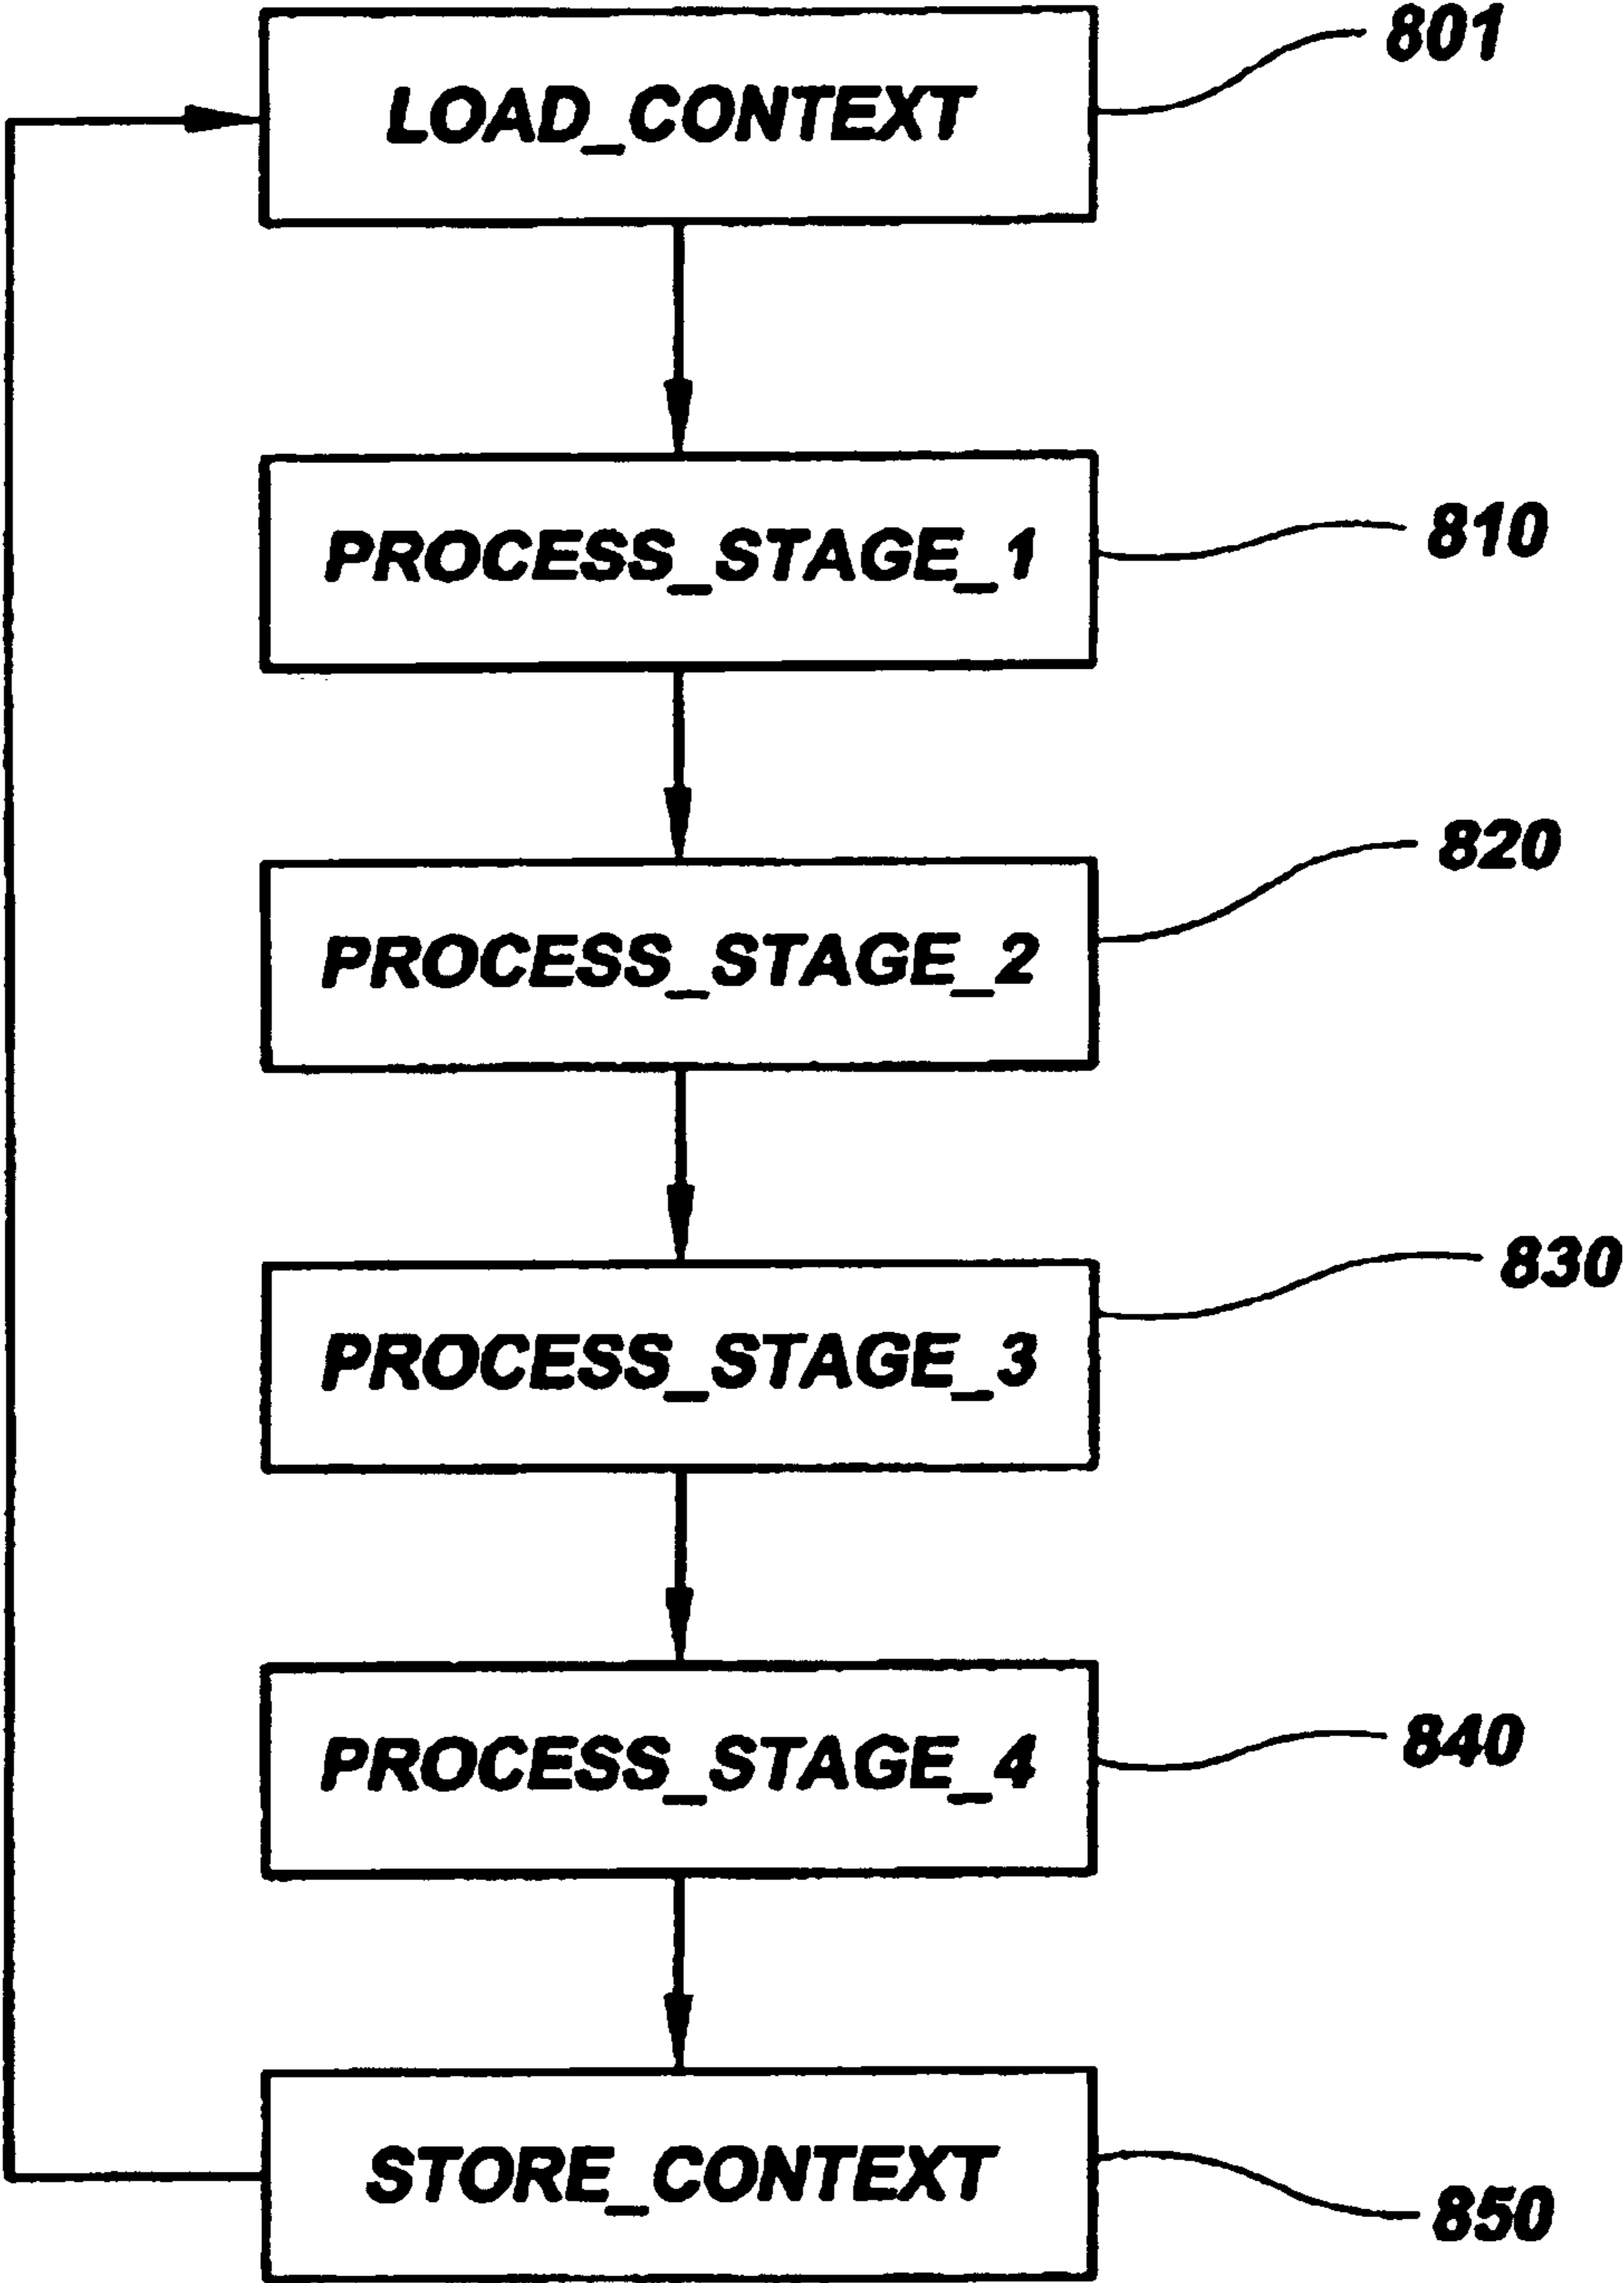 801
LOAD_CONTEXT
810
PROCESS_STAGE_1
820
PROCESS_STAGE_2
830
PROCESS_STAGE_3
840
PROCESS_STAGE_4
STORE_CONTEXT
850